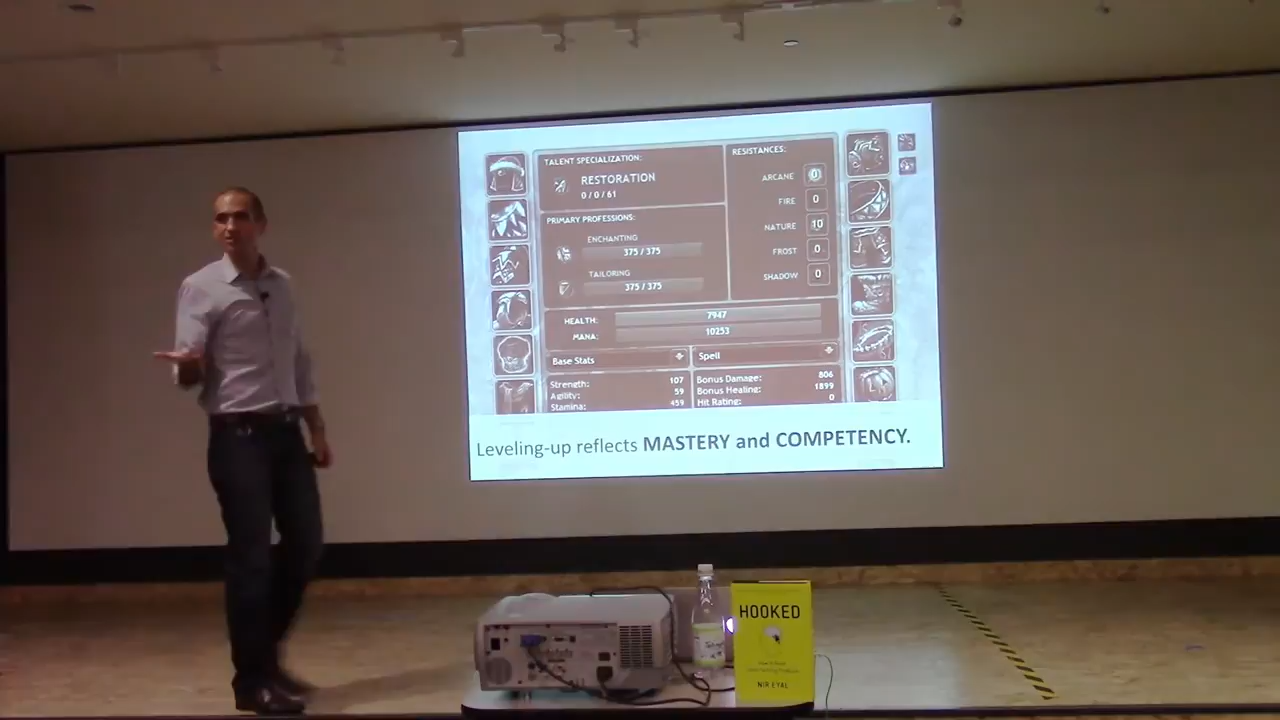 TALENT SPECIALIZATION:
RESTORATION
0 / 0 / 61
PRIMARY PROFESSIONS:
ENCHANTING
375 / 375
TAILORING
375 / 375
RESISTANCES:
ARCANE 0
FIRE 0
NATURE 10
FROST 0
SHADOW 0
HEALTH: 7947
MANA: 10253
Base Stats
Strength: 107
Agility: 59
Stamina: 459
Spell
Bonus Damage: 806
Bonus Healing: 1899
Hit Rating: 0
Leveling-up reflects MASTERY and COMPETENCY.
HOOKED
NIR EYAL